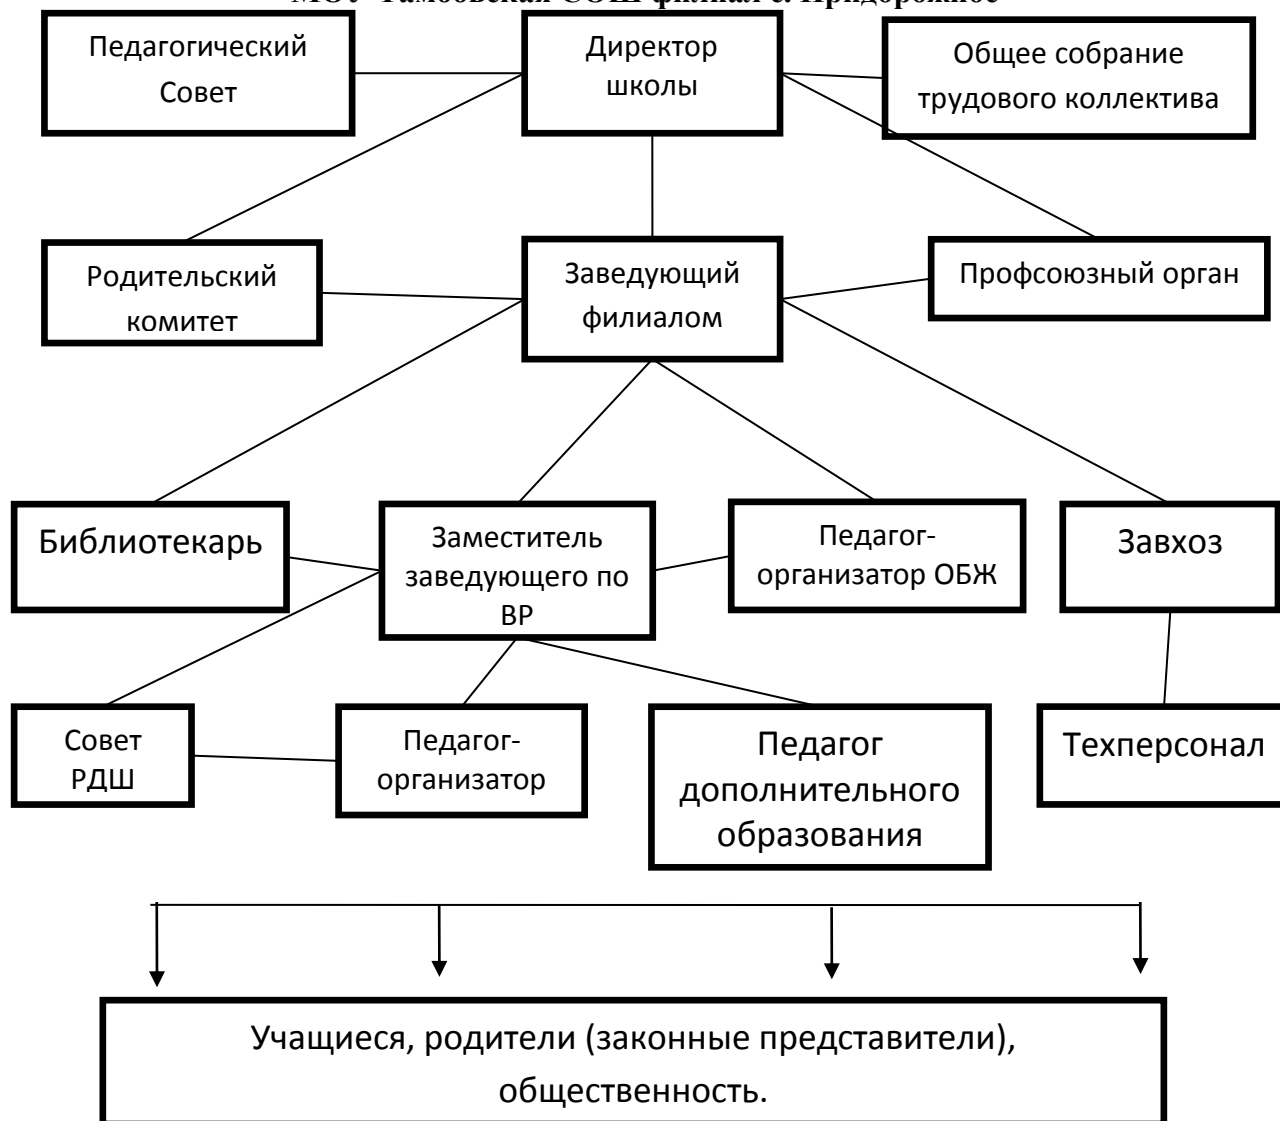 Педагогический
Совет
Директор
школы
Общее собрание
трудового коллектива
Родительский
комитет
Заведующий
филиалом
Профсоюзный орган
Библиотекарь
Заместитель
заведующего по
ВР
Педагог-
организатор ОБЖ
Завхоз
Совет
РДШ
Педагог-
организатор
Педагог
дополнительного
образования
Техперсонал
Учащиеся, родители (законные представители),
общественность.